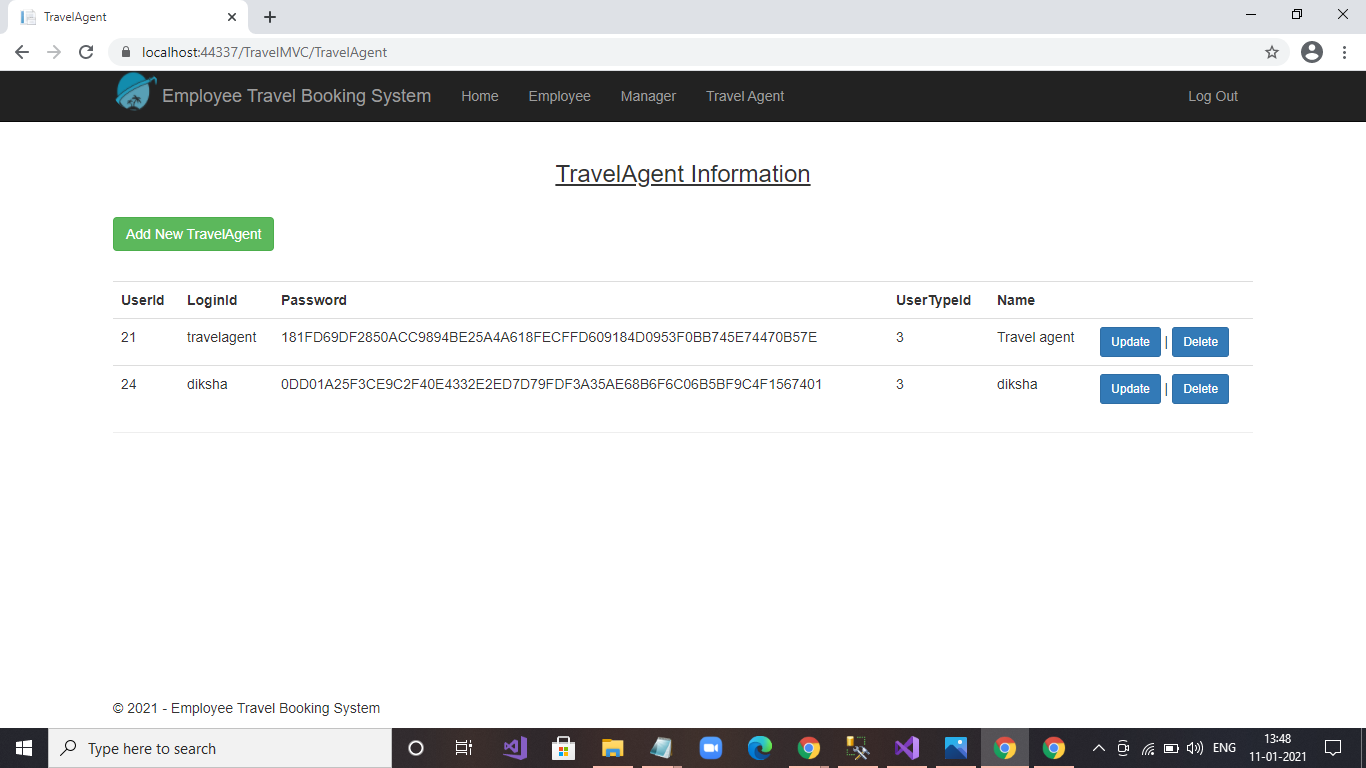 TravelAgent
localhost:44337/TravelMVC/TravelAgent
Employee Travel Booking System Home Employee Manager Travel Agent Log Out
TravelAgent Information
Add New TravelAgent
UserId LoginId Password UserTypeId Name
21 travelagent 181FD69DF2850ACC9894BE25A4A618FECFFD609184D0953F0BB745E74470B57E 3 Travel agent Update | Delete
24 diksha 0DD01A25F3CE9C2F40E4332E2ED7D79FDF3A35AE68B6F6C06B5BF9C4F1567401 3 diksha Update | Delete
© 2021 - Employee Travel Booking System
Type here to search ENG 13:48
11-01-2021